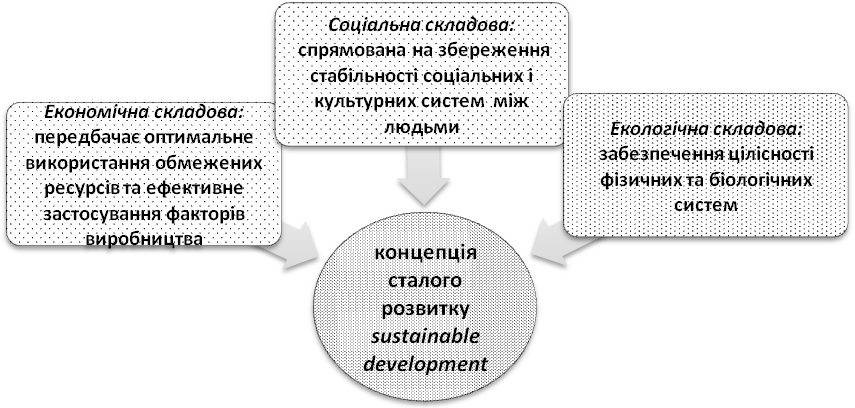 Соціальна складова:
спрямована на збереження
стабільності соціальних і
культурних систем між
людьми
Економічна складова:
передбачає оптимальне
використання обмежених
ресурсів та ефективне
застосування факторів
виробництва
Екологічна складова:
забезпечення цілісності
фізичних та біологічних
систем
концепція
сталого
розвитку
sustainable
development